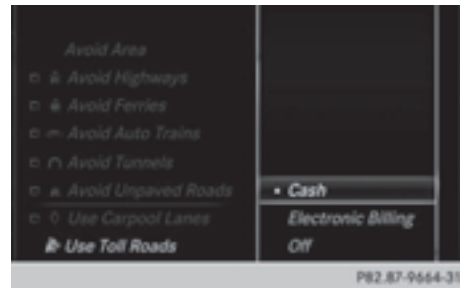 Avoid Area
Avoid Highways
Avoid Ferries
Avoid Auto Trains
Avoid Tunnels
Avoid Unpaved Roads
Use Carpool Lanes
Use Toll Roads
Cash
Electronic Billing
Off
P82.87-9664-31